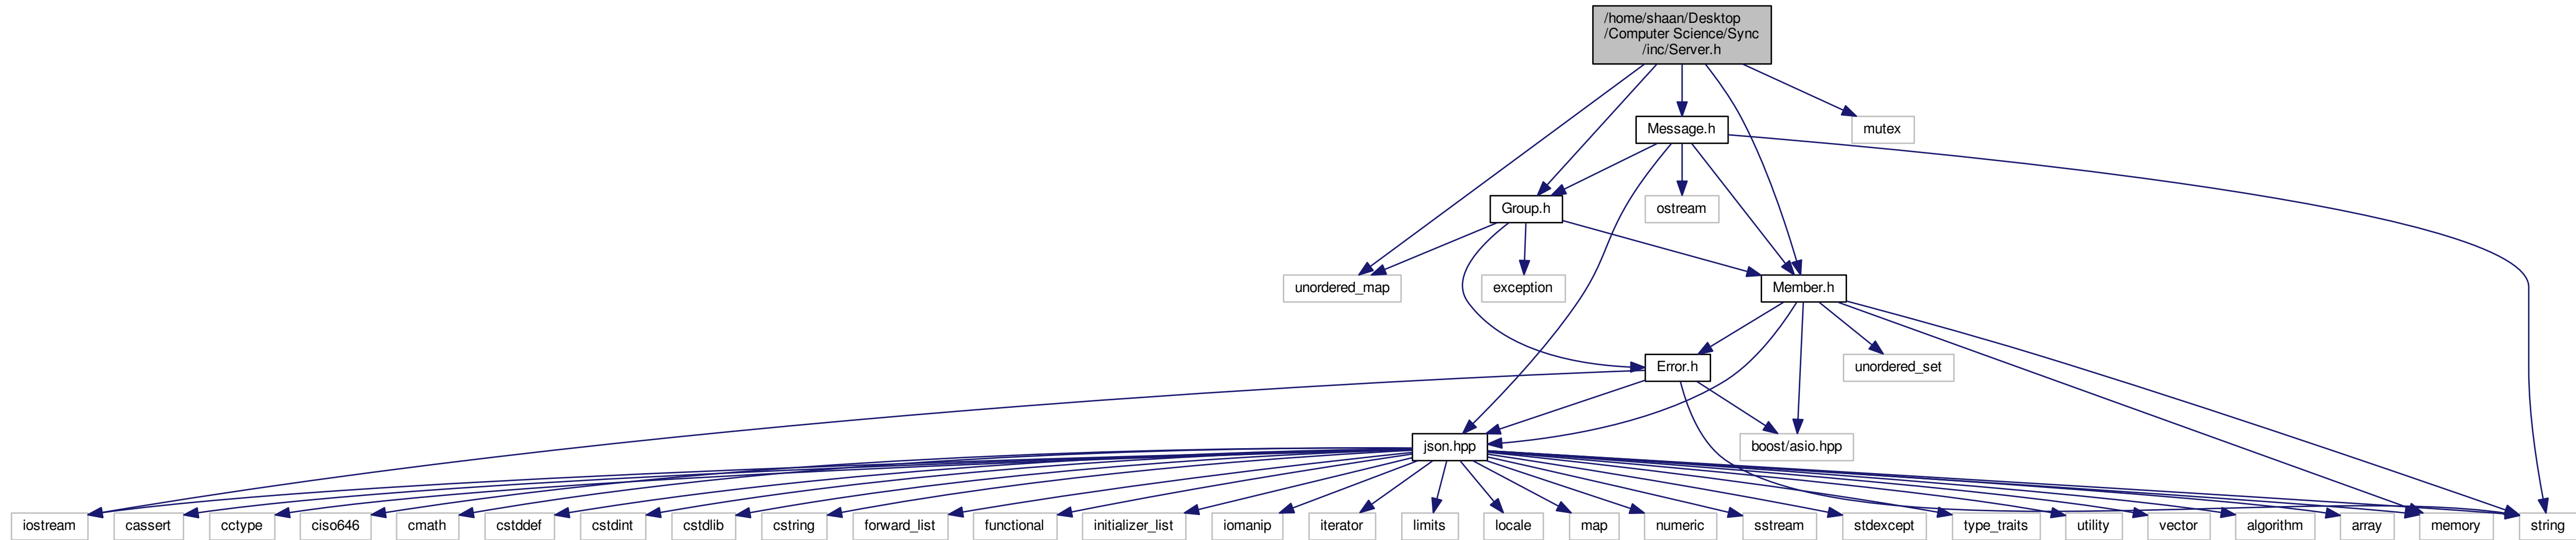 /home/shaan/Desktop
/Computer Science/Sync
/inc/Server.h
Message.h
mutex
Group.h
ostream
unordered_map
exception
Member.h
Error.h
unordered_set
json.hpp
boost/asio.hpp
iostream
cassert
cctype
ciso646
cmath
cstddef
cstdint
cstdlib
cstring
forward_list
functional
initializer_list
iomanip
iterator
limits
locale
map
numeric
sstream
stdexcept
type_traits
utility
vector
algorithm
array
memory
string